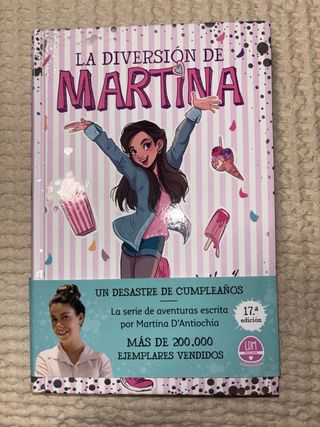 LA DIVERSIÓN DE
MARTINA
UN DESASTRE DE CUMPLEAÑOS
La serie de aventuras escrita
por Martina D'Antiochia
MÁS DE 200.000
EJEMPLARES VENDIDOS
17.ª
edición
LDM